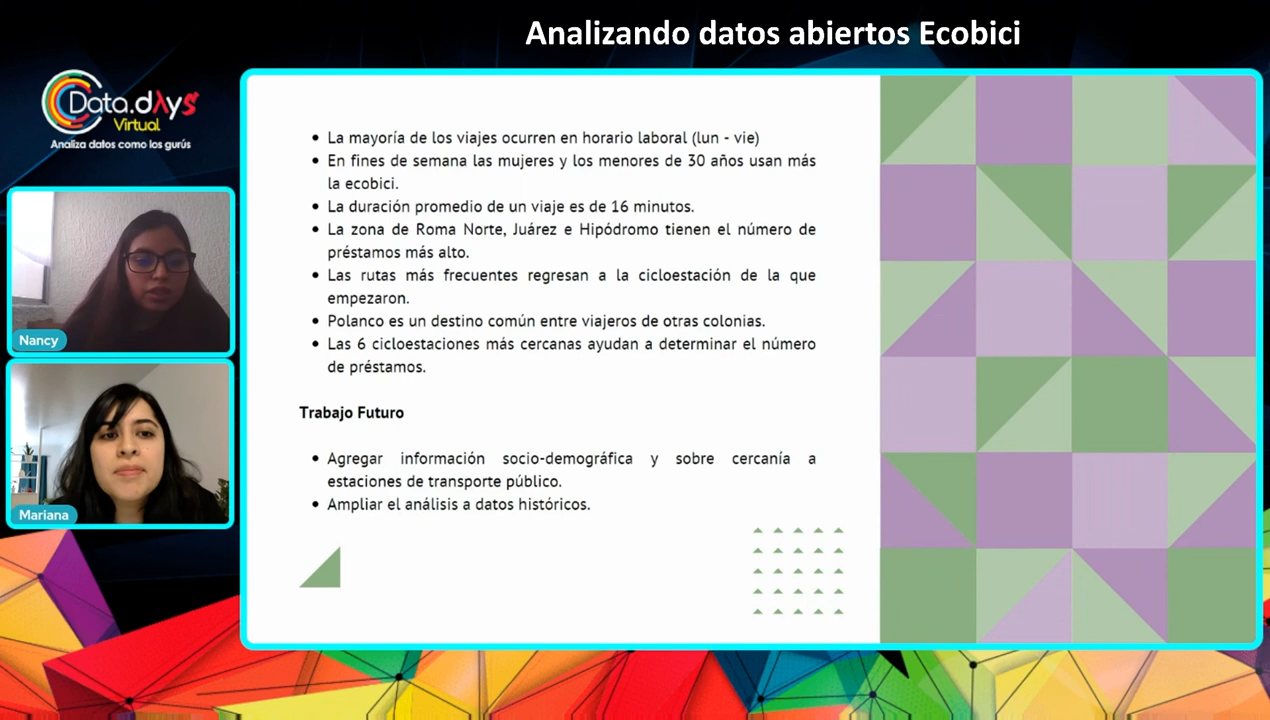 Analizando datos abiertos Ecobici
Data.dAys
Virtual
Analiza datos como los gurús
Nancy
Mariana
• La mayoría de los viajes ocurren en horario laboral (lun - vie)
• En fines de semana las mujeres y los menores de 30 años usan más
la ecobici.
• La duración promedio de un viaje es de 16 minutos.
• La zona de Roma Norte, Juárez e Hipódromo tienen el número de
préstamos más alto.
• Las rutas más frecuentes regresan a la cicloestación de la que
empezaron.
• Polanco es un destino común entre viajeros de otras colonias.
• Las 6 cicloestaciones más cercanas ayudan a determinar el número
de préstamos.
Trabajo Futuro
• Agregar información socio-demográfica y sobre cercanía a
estaciones de transporte público.
• Ampliar el análisis a datos históricos.